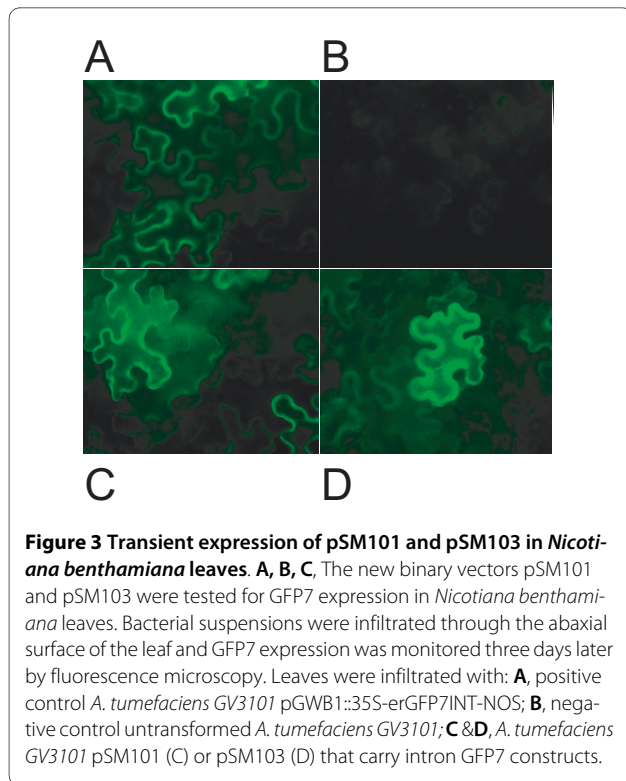 A B
C D
Figure 3 Transient expression of pSM101 and pSM103 in Nicoti-
ana benthamiana leaves. A, B, C, The new binary vectors pSM101
and pSM103 were tested for GFP7 expression in Nicotiana benthami-
ana leaves. Bacterial suspensions were infiltrated through the abaxial
surface of the leaf and GFP7 expression was monitored three days later
by fluorescence microscopy. Leaves were infiltrated with: A, positive
control A. tumefaciens GV3101 pGWB1::35S-erGFP7INT-NOS; B, nega-
tive control untransformed A. tumefaciens GV3101; C &D, A. tumefaciens
GV3101 pSM101 (C) or pSM103 (D) that carry intron GFP7 constructs.